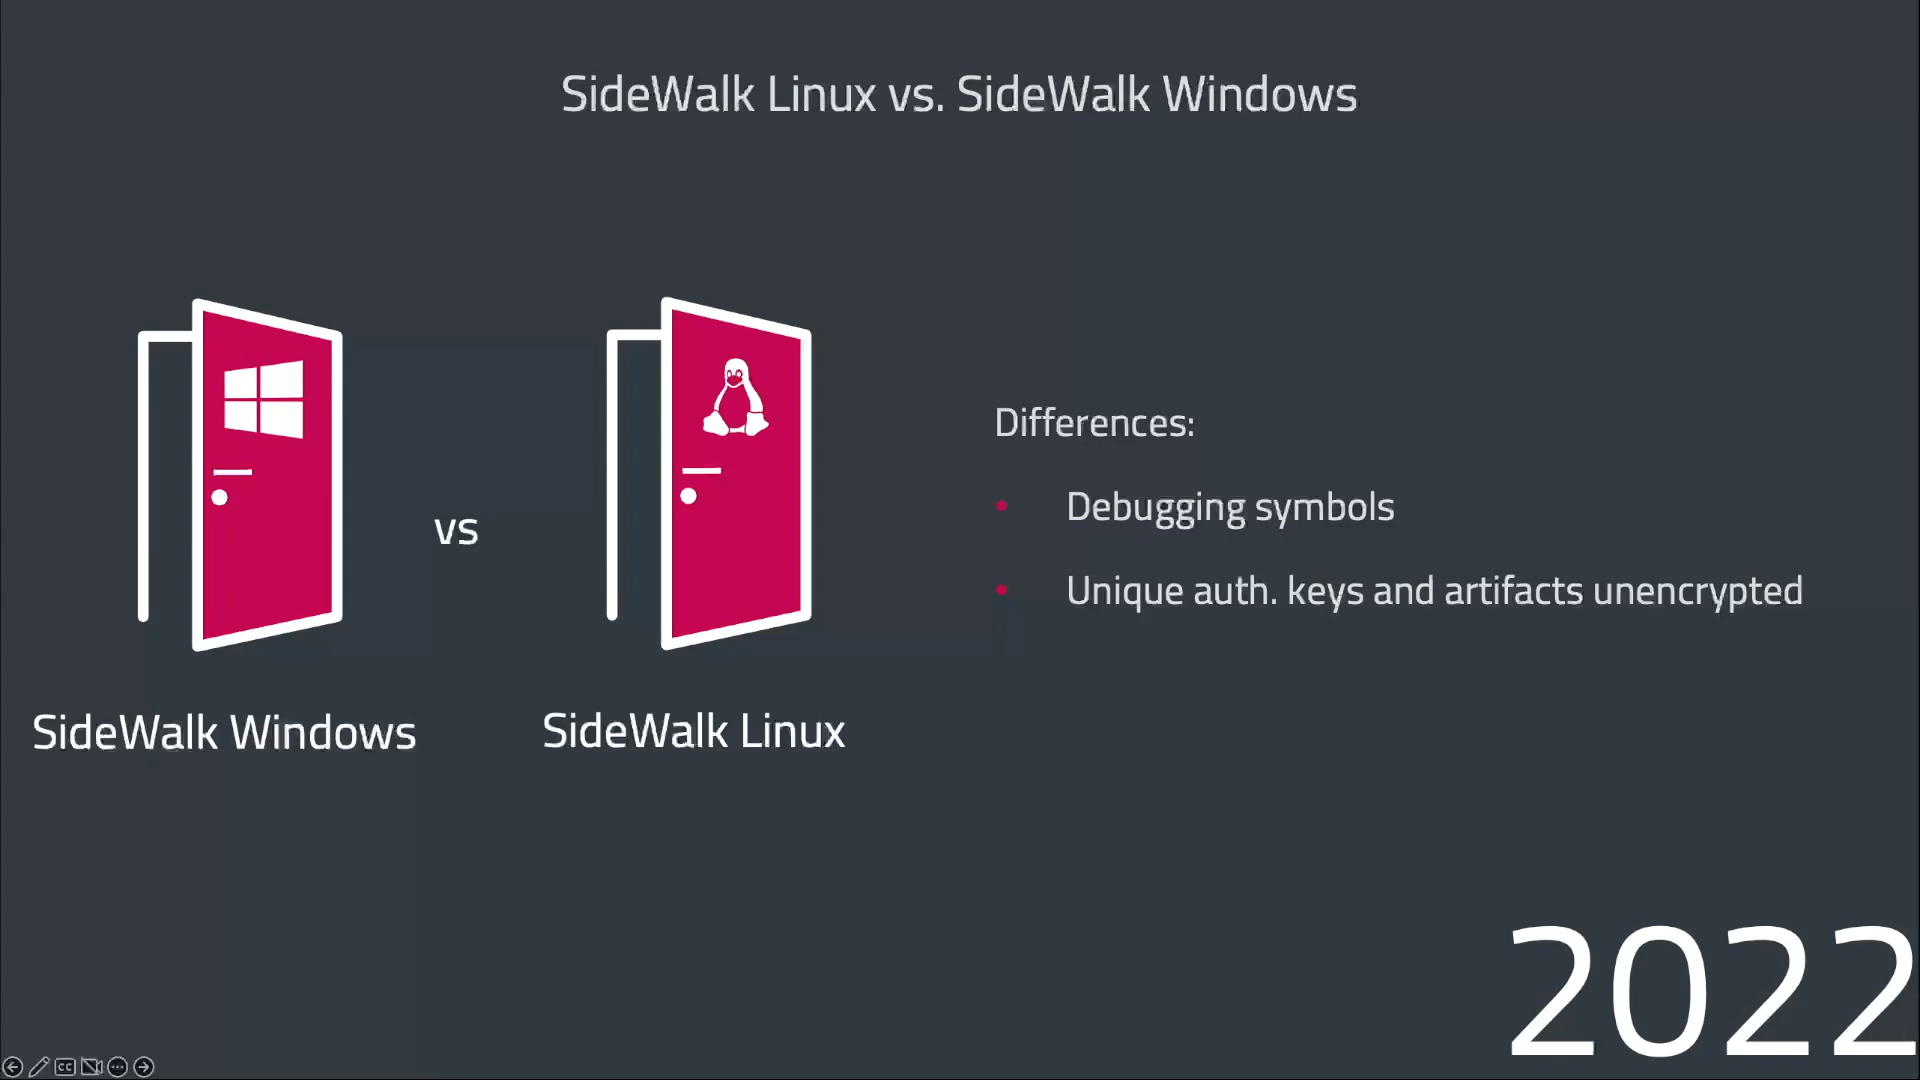 SideWalk Linux vs. SideWalk Windows
vs
SideWalk Windows
SideWalk Linux
Differences:
• Debugging symbols
• Unique auth. keys and artifacts unencrypted
2022
CC